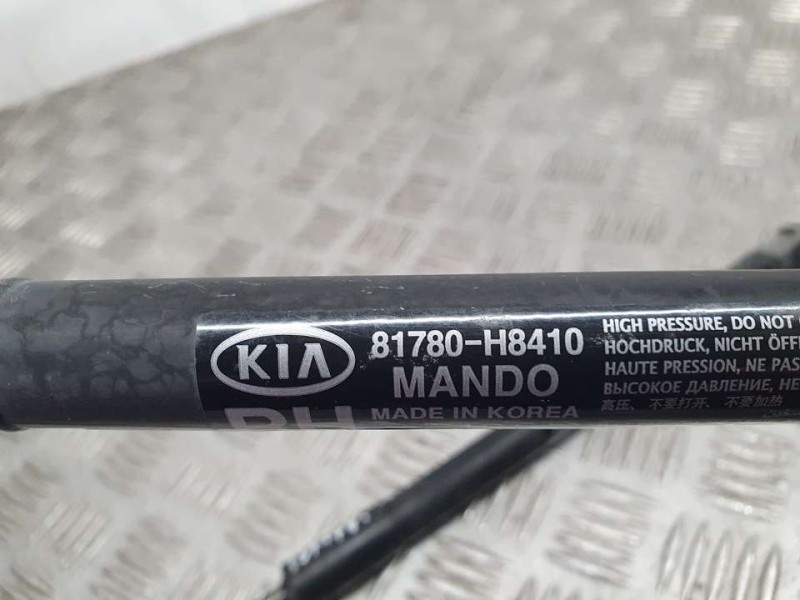 KIA
81780-H8410
MANDO
RH
MADE IN KOREA
HIGH PRESSURE, DO NOT
HOCHDRUCK, NICHT ÖFF
HAUTE PRESSION, NE PAS
ВЫСОКОЕ ДАВЛЕНИЕ, НЕ
高压、不要打开、不要加热